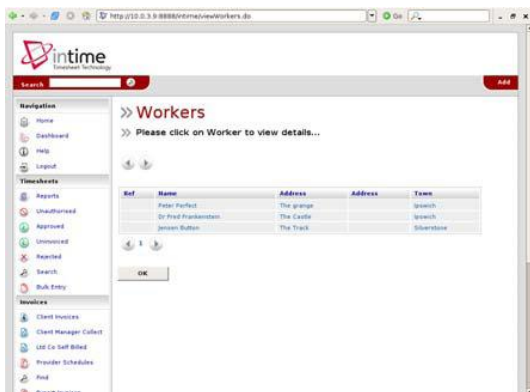 http://10.0.3.9:8888/intime/viewWorkers.do
Go
intime
Timesheet Technology
Search
Add
Navigation
Home
Dashboard
Help
Logout
Timesheets
Reports
Unauthorised
Approved
Uninvoiced
Rejected
Search
Bulk Entry
Invoices
Client Invoices
Client Manager Collect
Ltd Co Self Billed
Provider Schedules
Find
Export Invoices
» Workers
» Please click on Worker to view details...
Ref Name Address Address Town
Peter Perfect The grange Ipswich
Dr Fred Frankenstein The Castle Ipswich
Jenson Button The Track Silverstone
1
OK